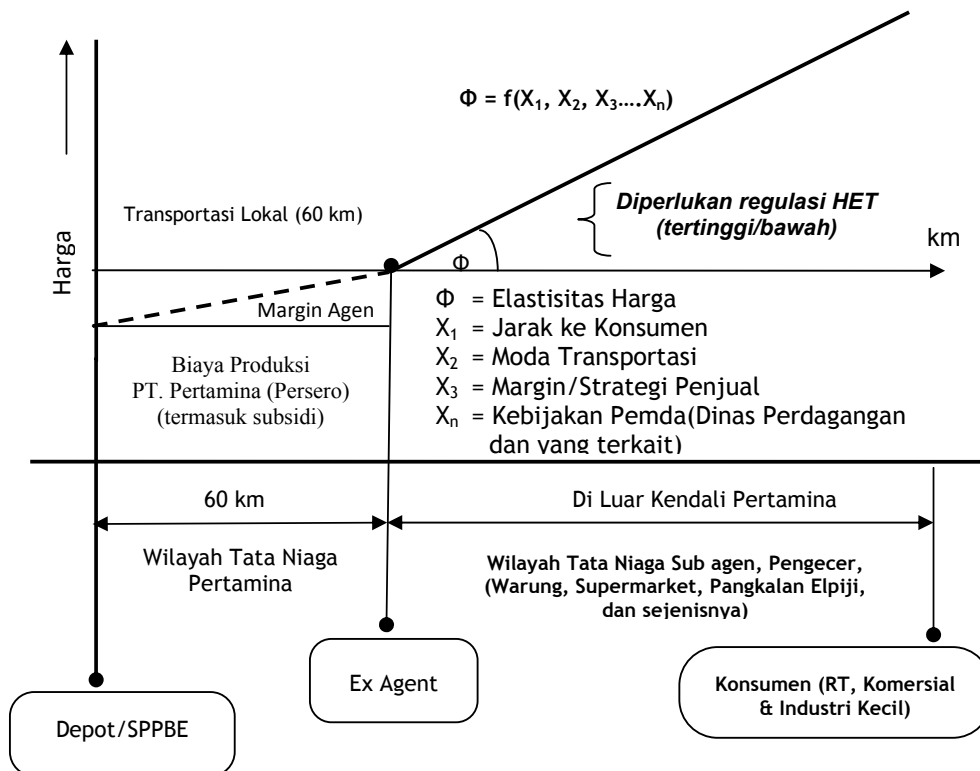 Harga
Φ = f(X₁, X₂, X₃….Xₙ)
Transportasi Lokal (60 km)
Diperlukan regulasi HET
(tertinggi/bawah)
km
Φ
Margin Agen
Biaya Produksi
PT. Pertamina (Persero)
(termasuk subsidi)
Φ = Elastisitas Harga
X₁ = Jarak ke Konsumen
X₂ = Moda Transportasi
X₃ = Margin/Strategi Penjual
Xₙ = Kebijakan Pemda(Dinas Perdagangan
dan yang terkait)
60 km
Di Luar Kendali Pertamina
Wilayah Tata Niaga
Pertamina
Wilayah Tata Niaga Sub agen, Pengecer,
(Warung, Supermarket, Pangkalan Elpiji,
dan sejenisnya)
Depot/SPPBE
Ex Agent
Konsumen (RT, Komersial
& Industri Kecil)